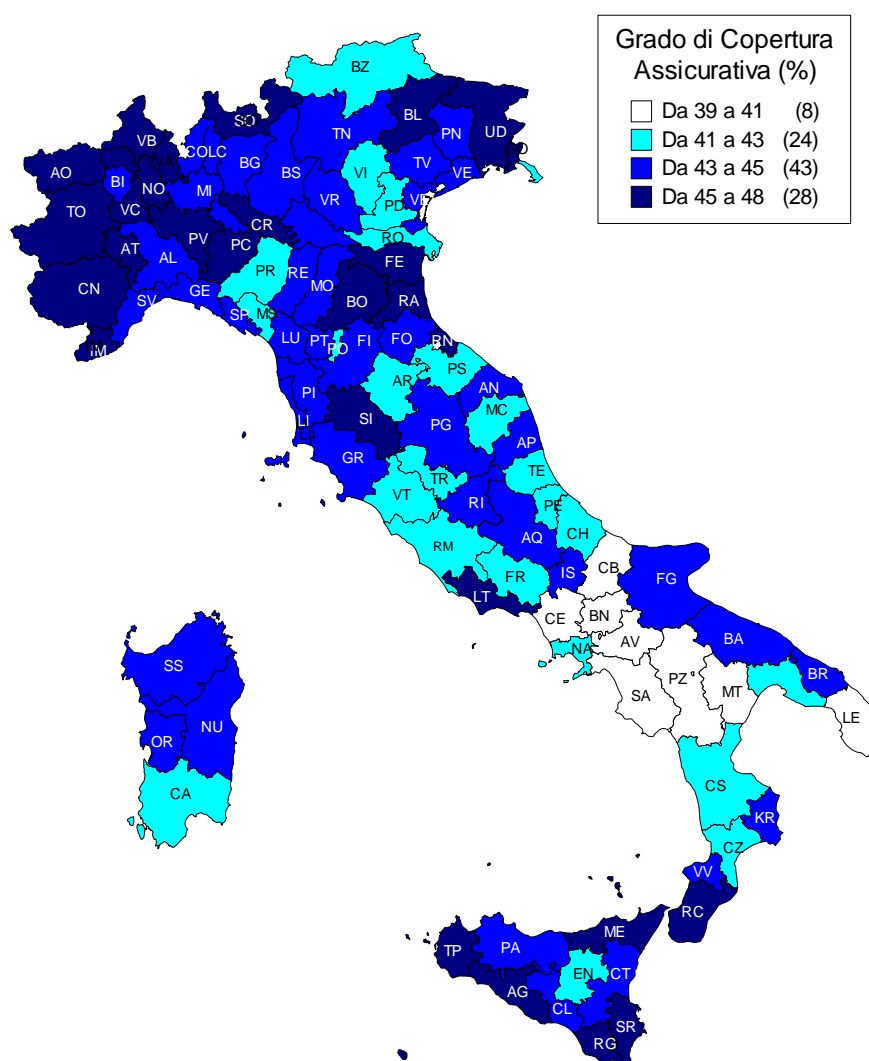 Grado di Copertura
Assicurativa (%)
Da 39 a 41 (8)
Da 41 a 43 (24)
Da 43 a 45 (43)
Da 45 a 48 (28)
BZ
SO
BL
PN
UD
VB
TN
COLC
BG
TV
VE
AO
BI
NO
MI
BS
VI
VR
PD
VE
TO
VC
CR
PV
PC
RO
AT
AL
FE
PR
RE
MO
CN
GE
BO
RA
SV
SP
MS
IM
LU
PT
PO
FI
FO
RN
PS
AR
AN
PI
MC
LI
SI
PG
AP
GR
TE
TR
VT
RI
PE
CH
AQ
RM
FR
IS
CB
FG
LT
CE
BN
AV
BA
NA
PZ
BR
SA
MT
LE
SS
NU
OR
CA
CS
KR
CZ
VV
RC
ME
TP
PA
EN
CT
AG
CL
SR
RG